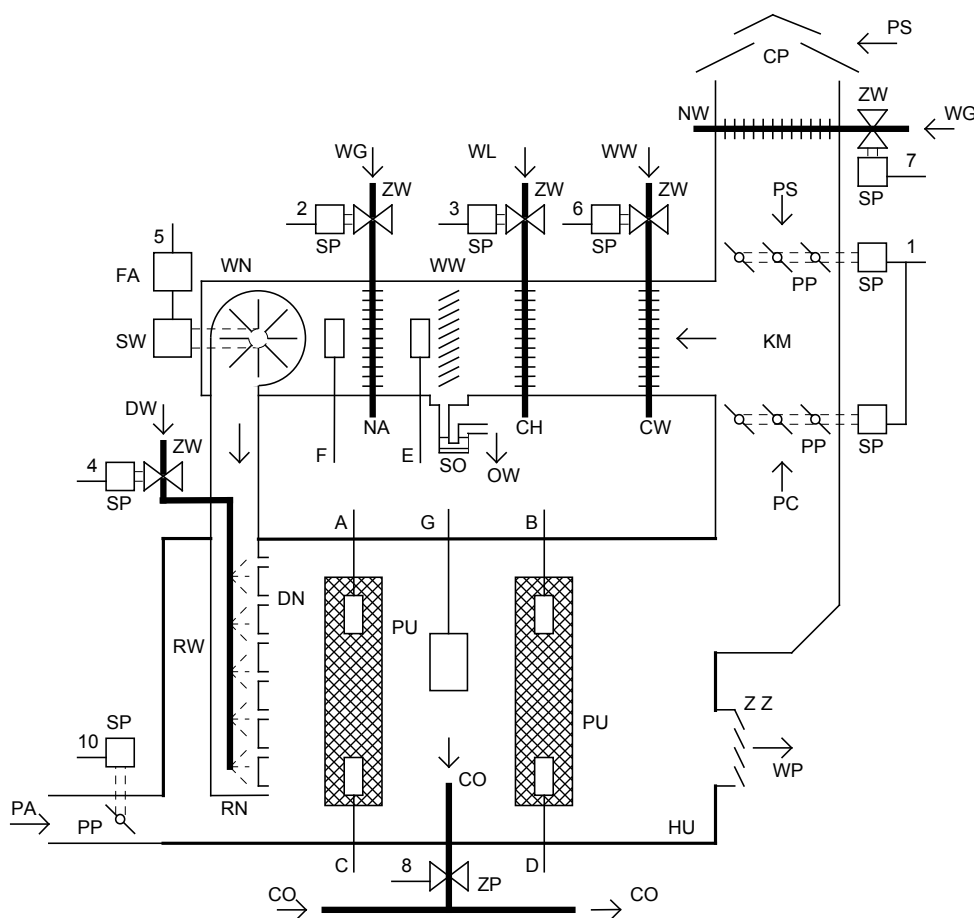 PS
CP
ZW
NW
WG
7
WG
WL
WW
ZW
ZW
ZW
2
3
6
SP
SP
SP
SP
PS
5
1
WN
WW
FA
PP
SP
SW
KM
DW
NA
CH
CW
PP
SP
ZW
F
E
SO
OW
4
SP
PC
A
G
B
DN
PU
RW
Z Z
PU
SP
10
WP
CO
PA
PP
RN
HU
C
8
D
ZP
CO
CO